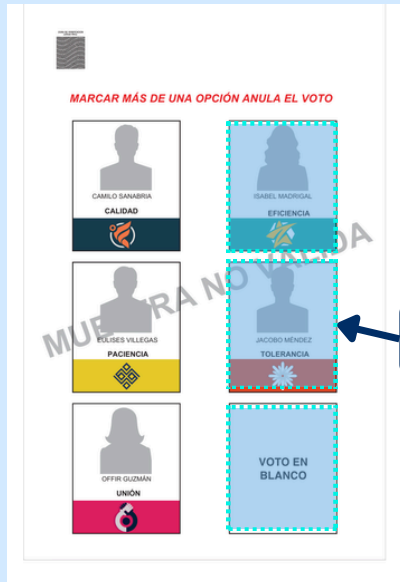 MARCAR MÁS DE UNA OPCIÓN ANULA EL VOTO
CAMILO SANABRIA
CALIDAD
ISABEL MADRIGAL
EFICIENCIA
MUESTRA NO VALIDA
EULISES VILLEGAS
PACIENCIA
JACOBO MÉNDEZ
TOLERANCIA
OFFIR GUZMÁN
UNIÓN
VOTO EN
BLANCO